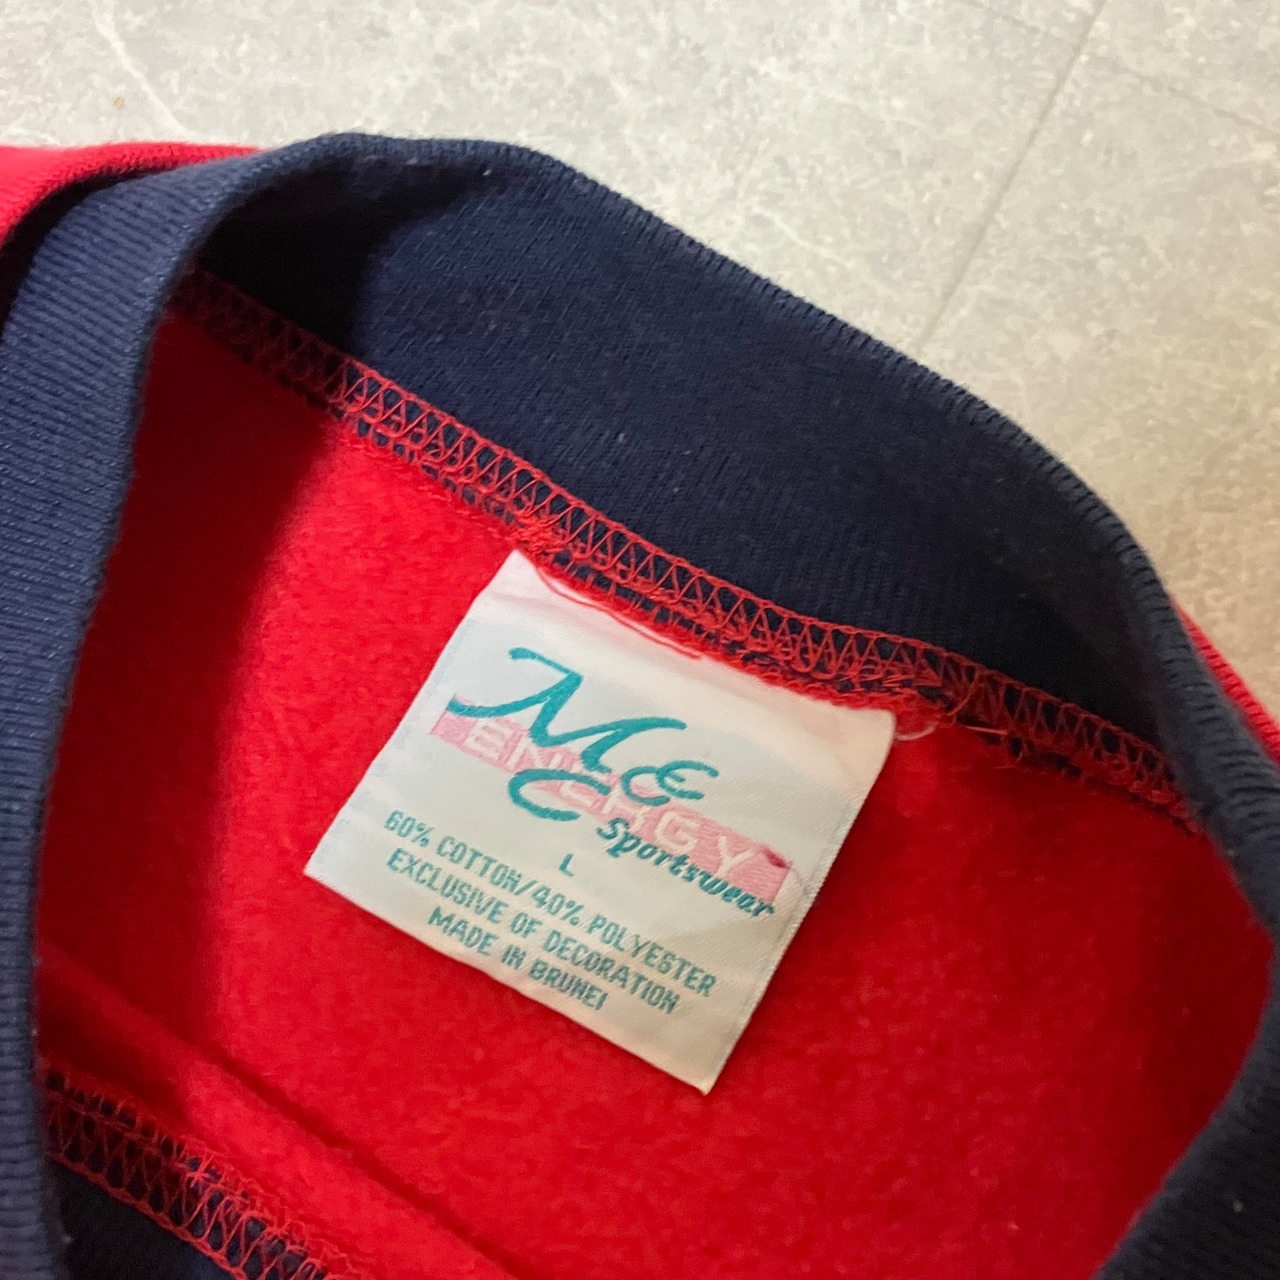 MEC
ENERGY
Sportswear
L
60% COTTON/40% POLYESTER
EXCLUSIVE OF DECORATION
MADE IN BRUNEI